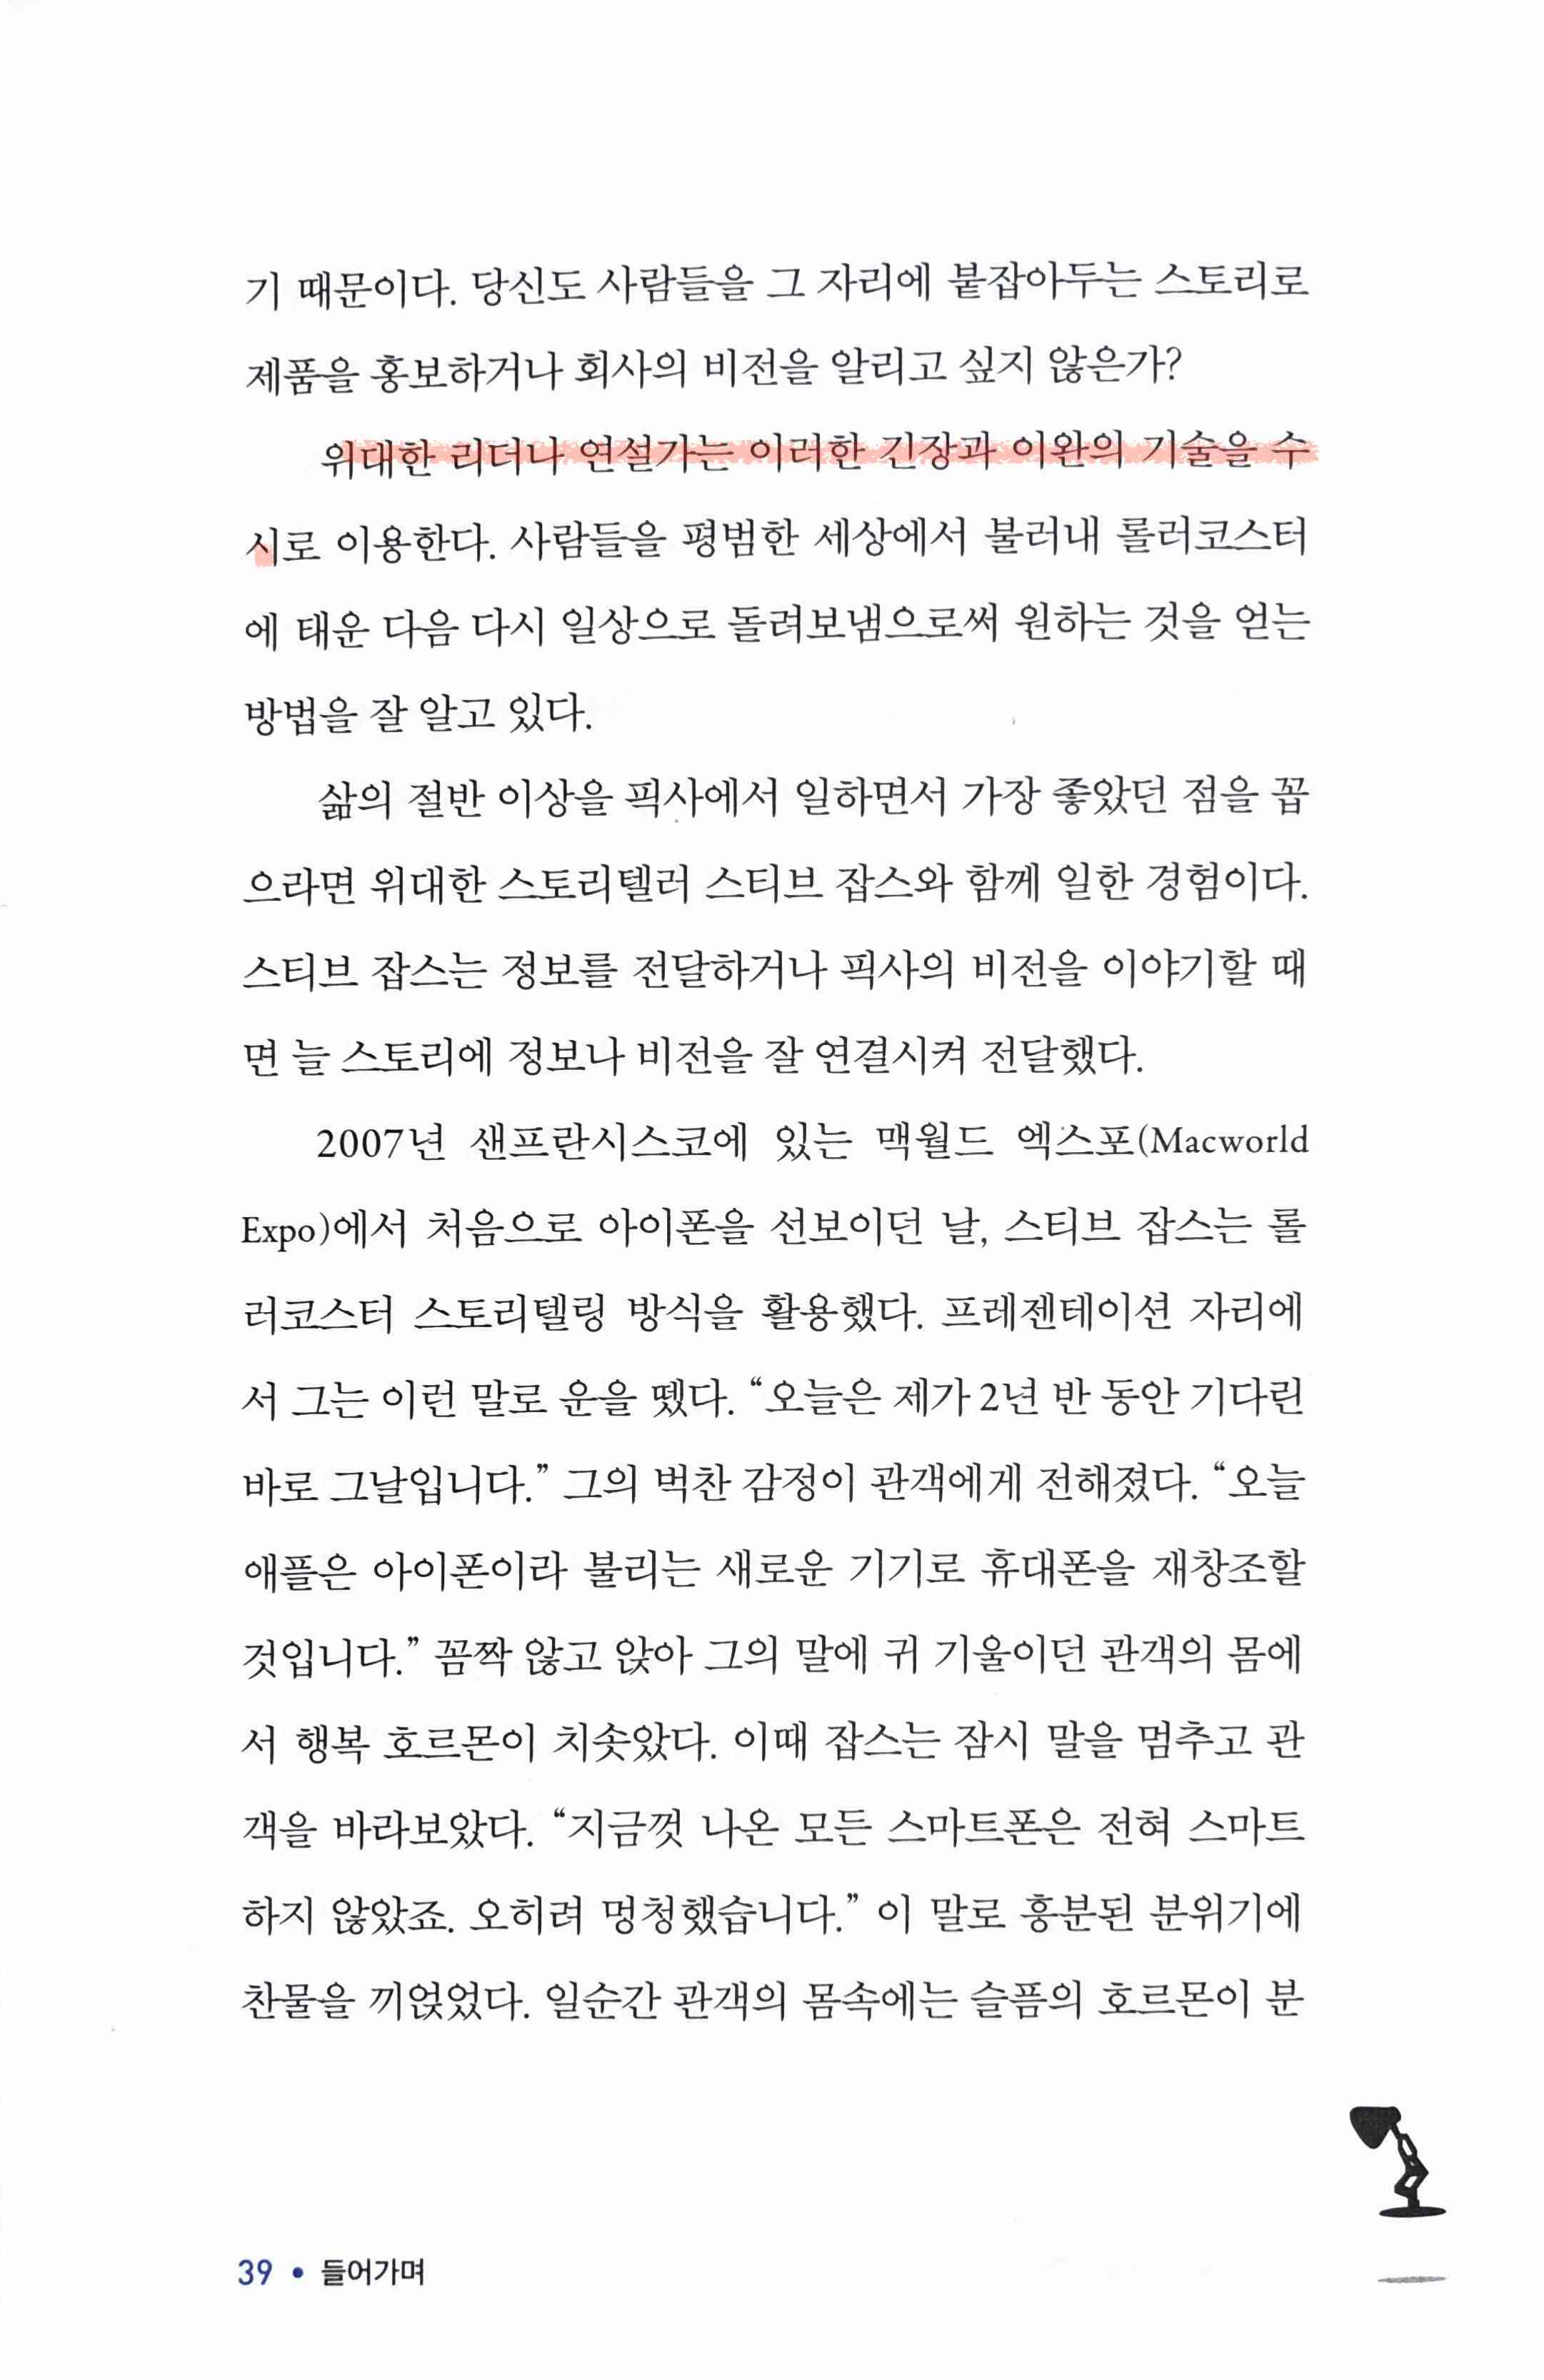 기 때문이다. 당신도 사람들을 그 자리에 붙잡아두는 스토리로
제품을 홍보하거나 회사의 비전을 알리고 싶지 않은가?
위대한 리더나 연설가는 이러한 긴장과 이완의 기술을 수
시로 이용한다. 사람들을 평범한 세상에서 불러내 롤러코스터
에 태운 다음 다시 일상으로 돌려보냄으로써 원하는 것을 얻는
방법을 잘 알고 있다.
삶의 절반 이상을 픽사에서 일하면서 가장 좋았던 점을 꼽
으라면 위대한 스토리텔러 스티브 잡스와 함께 일한 경험이다.
스티브 잡스는 정보를 전달하거나 픽사의 비전을 이야기할 때
면 늘 스토리에 정보나 비전을 잘 연결시켜 전달했다.
2007년 샌프란시스코에 있는 맥월드 엑스포(Macworld
Expo)에서 처음으로 아이폰을 선보이던 날, 스티브 잡스는 롤
러코스터 스토리텔링 방식을 활용했다. 프레젠테이션 자리에
서 그는 이런 말로 운을 뗐다. “오늘은 제가 2년 반 동안 기다린
바로 그날입니다.” 그의 벅찬 감정이 관객에게 전해졌다. “오늘
애플은 아이폰이라 불리는 새로운 기기로 휴대폰을 재창조할
것입니다.” 꼼짝 않고 앉아 그의 말에 귀 기울이던 관객의 몸에
서 행복 호르몬이 치솟았다. 이때 잡스는 잠시 말을 멈추고 관
객을 바라보았다. “지금껏 나온 모든 스마트폰은 전혀 스마트
하지 않았죠. 오히려 멍청했습니다.” 이 말로 흥분된 분위기에
찬물을 끼얹었다. 일순간 관객의 몸속에는 슬픔의 호르몬이 분
39 • 들어가며